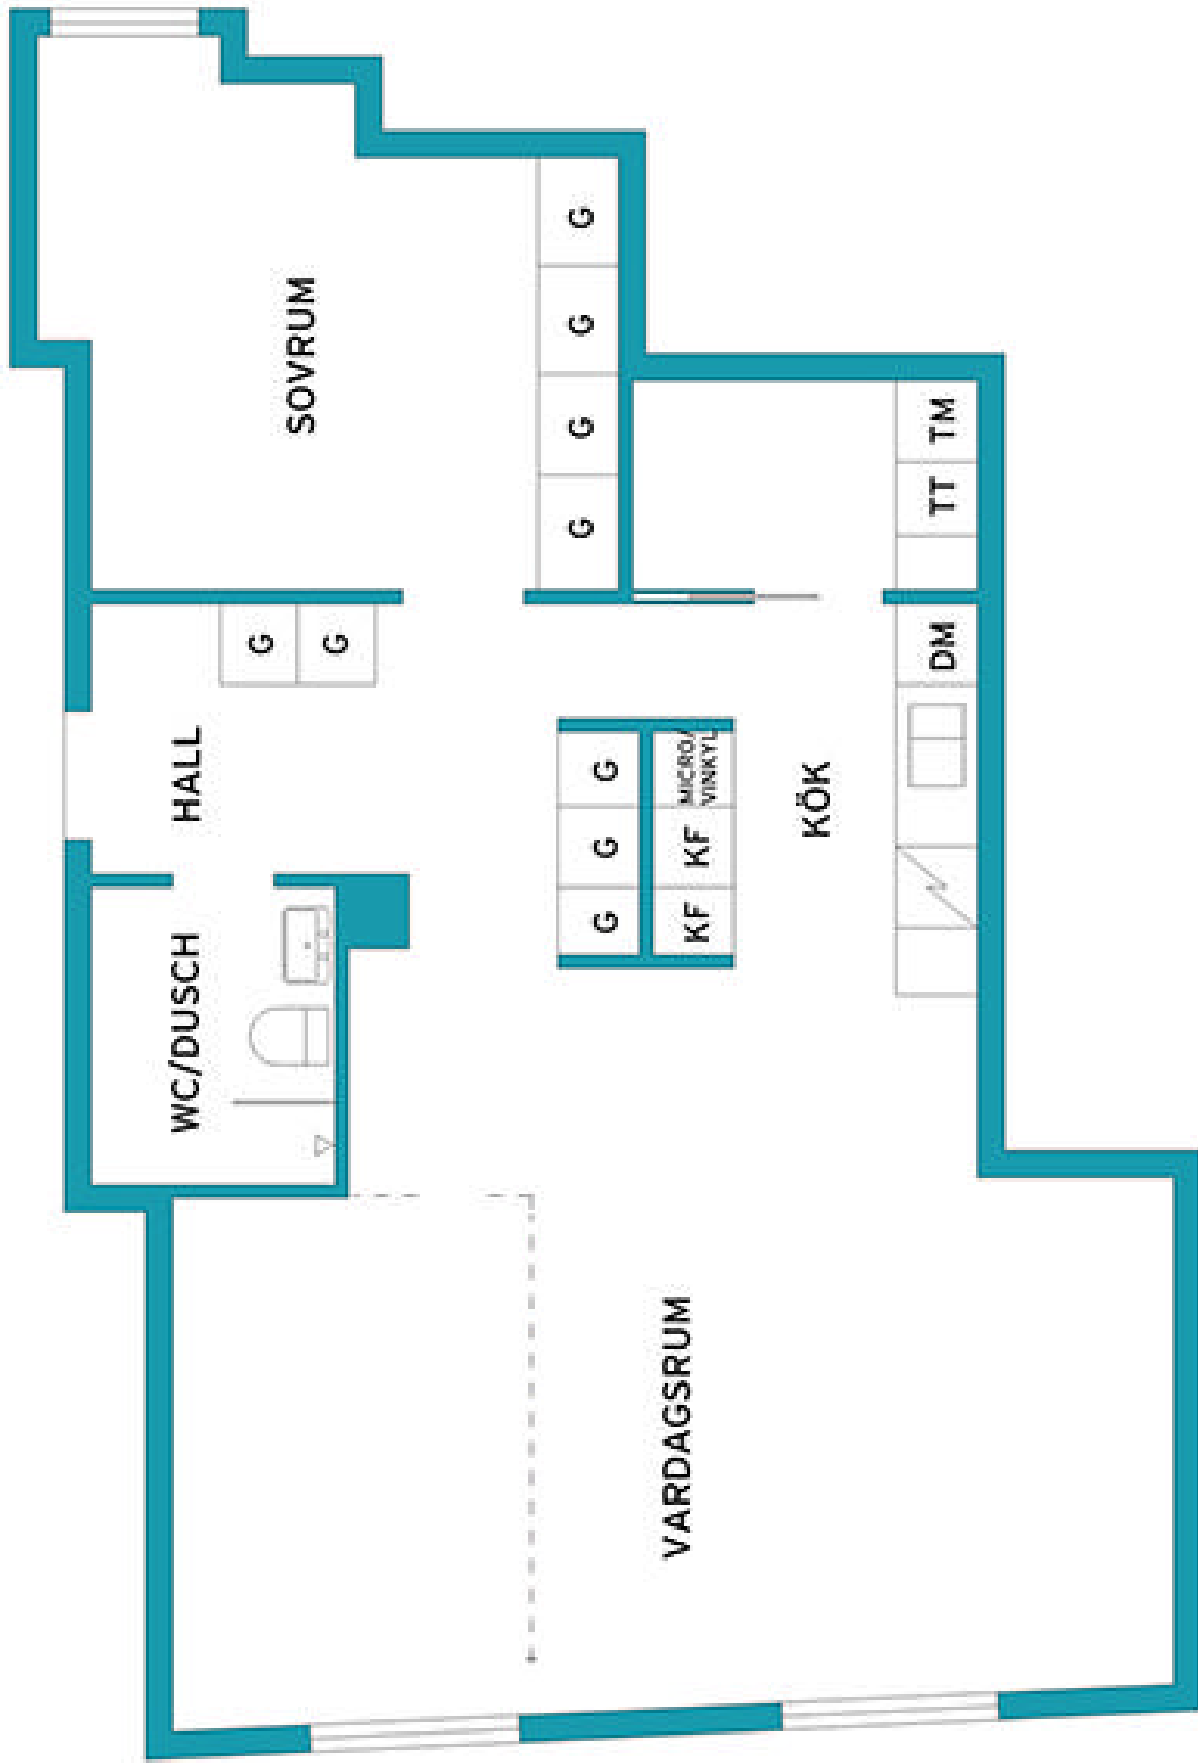 SOVRUM
G
G
G
G
TM
TT
G
G
DM
HALL
G
G
G
MICRO/
VINKYL
KF
KF
KÖK
WC/DUSCH
VARDAGSRUM